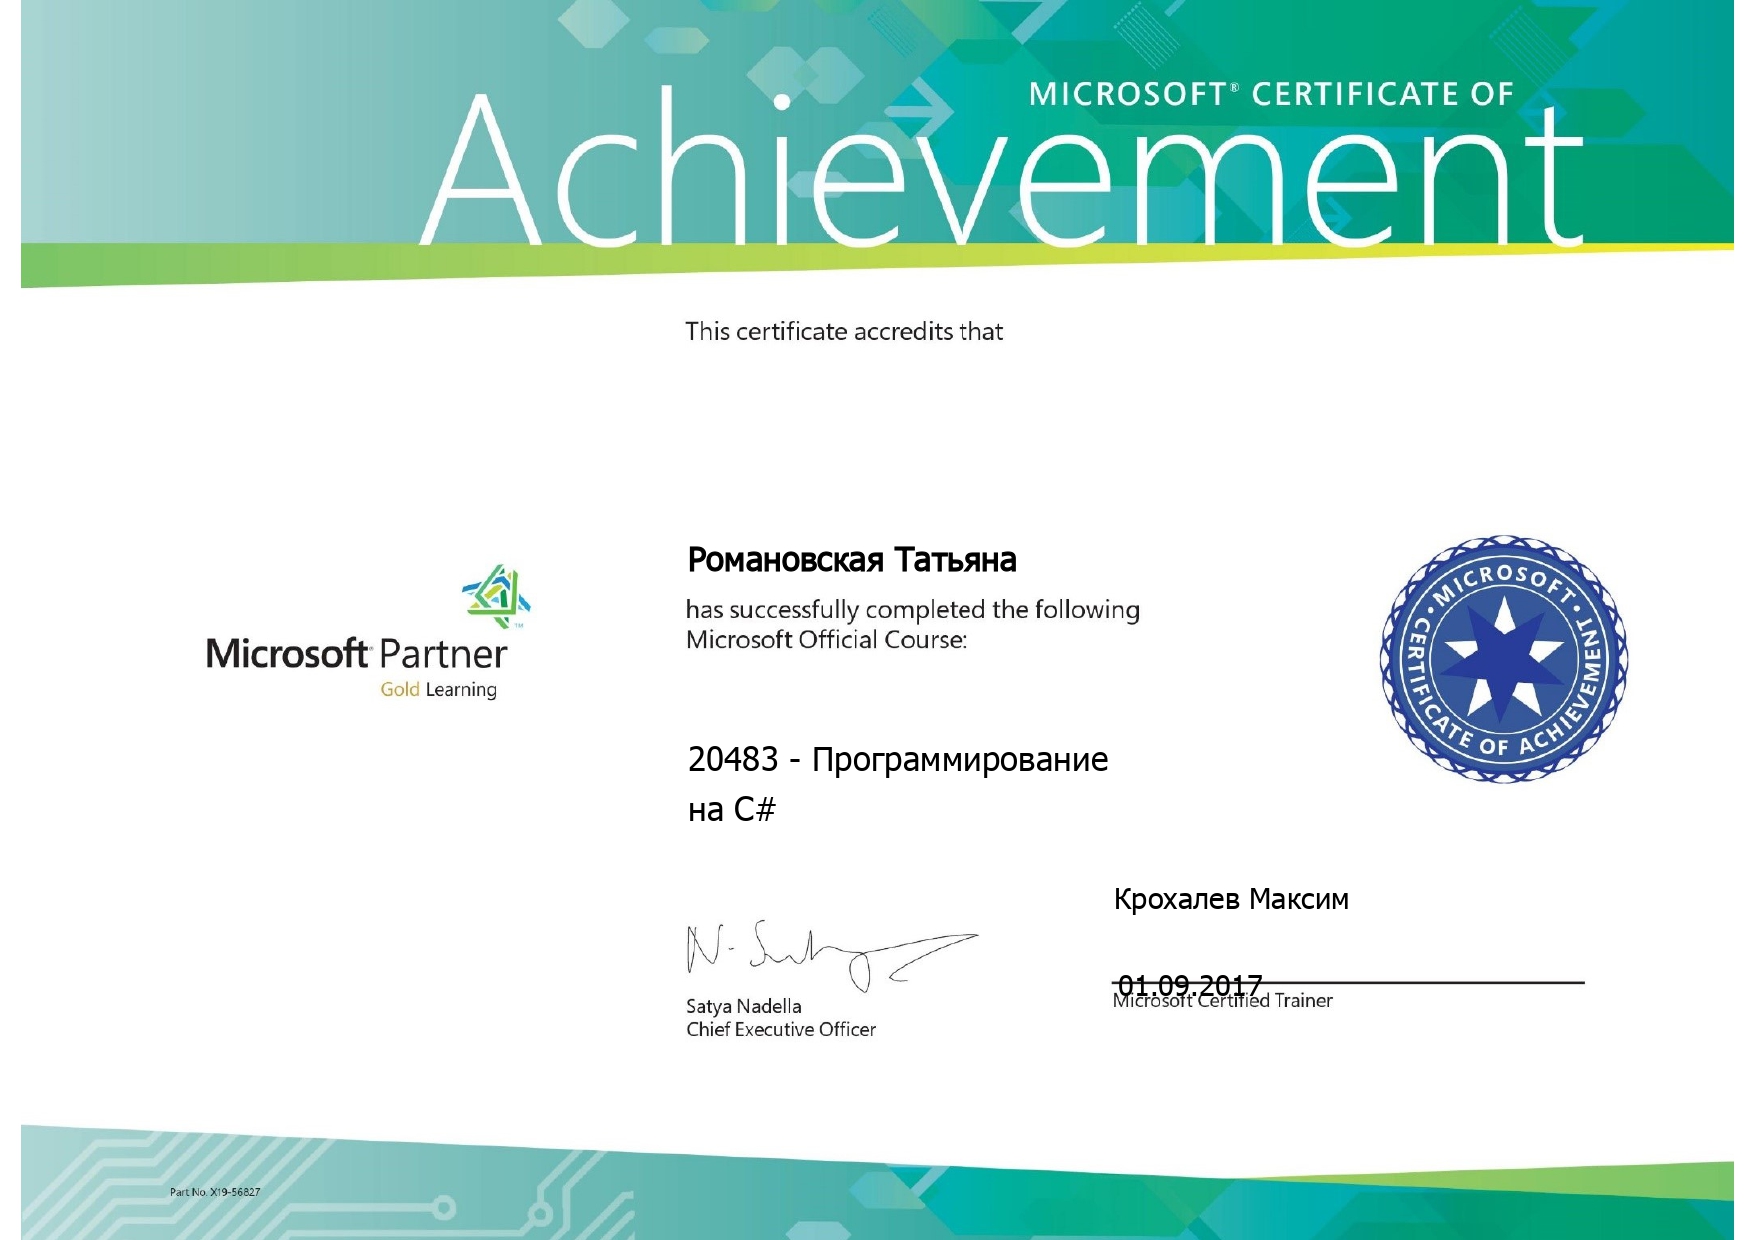 MICROSOFT® CERTIFICATE OF
Achievement
This certificate accredits that
Романовская Татьяна
has successfully completed the following
Microsoft Official Course:
Microsoft Partner
Gold Learning
MICROSOFT • CERTIFICATE OF ACHIEVEMENT •
20483 - Программирование
на C#
Крохалев Максим
01.09.2017
Microsoft Certified Trainer
N. Satya
Satya Nadella
Chief Executive Officer
Part No. X19-56827